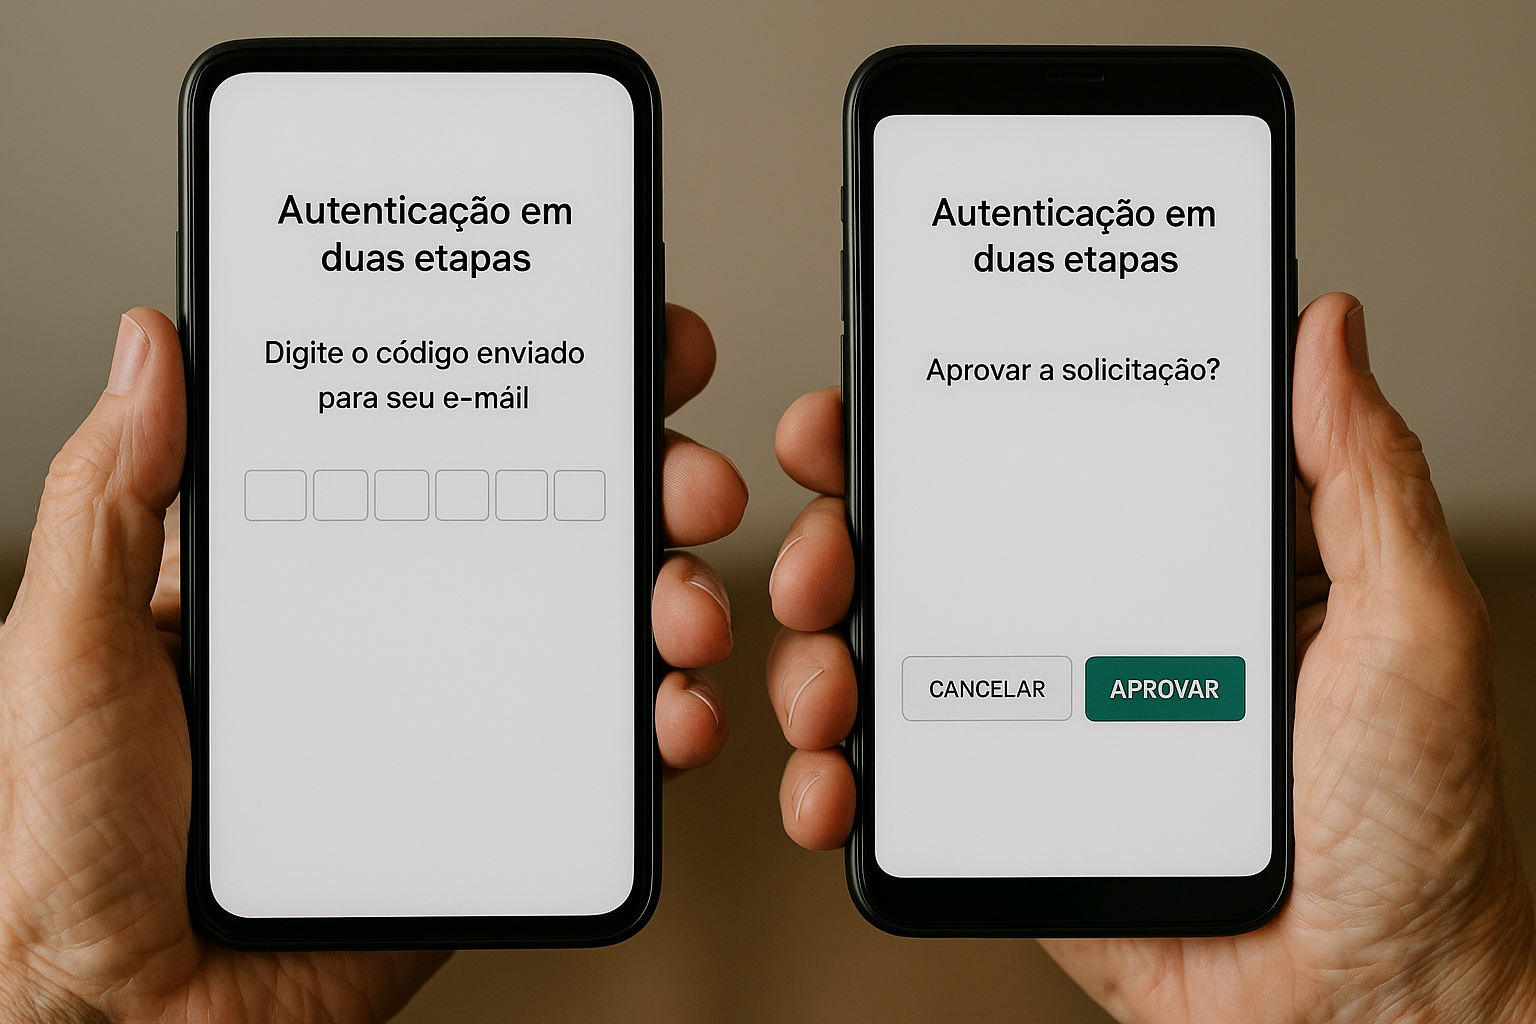 Autenticação em
duas etapas
Digite o código enviado
para seu e-máil
Autenticação em
duas etapas
Aprovar a solicitação?
CANCELAR
APROVAR